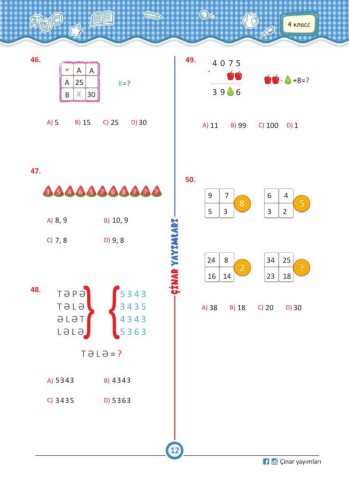 4 класс
46.
A A
A 25
B K 30
K=?
A) 5 B) 15 C) 25 D) 30
47.
A) 8, 9 B) 10, 9
C) 7, 8 D) 9, 8
48.
TƏPƏ 5343
TƏLƏ 3435
ƏLƏT 4343
LƏLƏ 5363
TƏLƏ = ?
A) 5343 B) 4343
C) 3435 D) 5363
49.
4 0 7 5
-
3 9 6
- +8=?
A) 11 B) 99 C) 100 D) 1
50.
9 7 6 4
8 5
5 3 3 2
24 8 34 25
2 ?
16 14 23 18
A) 38 B) 18 C) 20 D) 30
ÇİNAR YAYIMLARI
12
Çinar yayımları